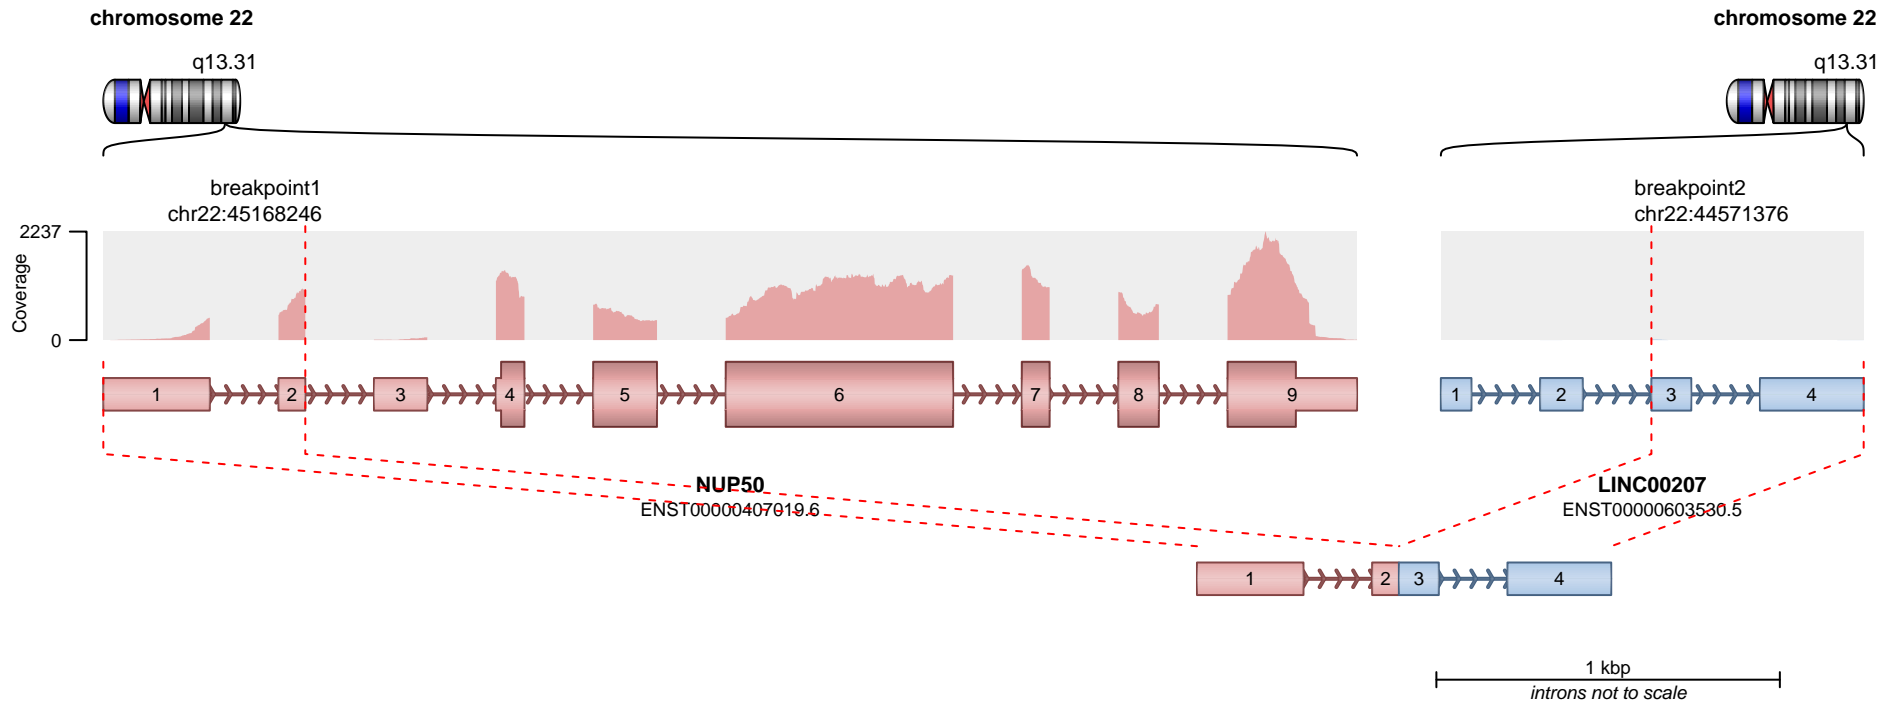 chromosome 22
chromosome 22
q13.31
q13.31
breakpoint1
chr22:45168246
breakpoint2
chr22:44571376
2237
Coverage
0
1 2 3 4 5 6 7 8 9
1 2 3 4
NUP50
ENST00000407019.6
LINC00207
ENST00000603530.5
1 2 3 4
1 kbp
introns not to scale